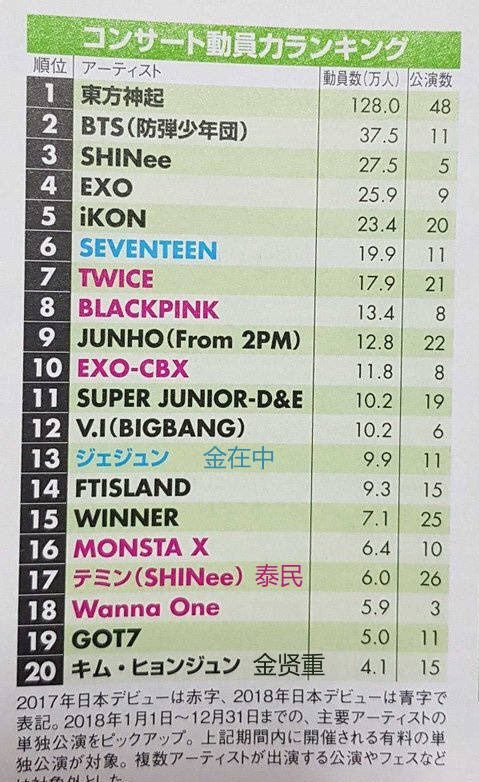 コンサート動員力ランキング
順位 アーティスト 動員数(万人) 公演数
1 東方神起 128.0 48
2 BTS(防弾少年団) 37.5 11
3 SHINee 27.5 5
4 EXO 25.9 9
5 iKON 23.4 20
6 SEVENTEEN 19.9 11
7 TWICE 17.9 21
8 BLACKPINK 13.4 8
9 JUNHO(From 2PM) 12.8 22
10 EXO-CBX 11.8 8
11 SUPER JUNIOR-D&E 10.2 19
12 V.I(BIGBANG) 10.2 6
13 ジェジュン 金在中 9.9 11
14 FTISLAND 9.3 15
15 WINNER 7.1 25
16 MONSTA X 6.4 10
17 テミン(SHINee) 泰民 6.0 26
18 Wanna One 5.9 3
19 GOT7 5.0 11
20 キム・ヒョンジュン 金贤重 4.1 15
2017年日本デビューは赤字、2018年日本デビューは青字で
表記。2018年1月1日〜12月31日までの、主要アーティストの
単独公演をピックアップ。上記期間内に開催される有料の単
独公演が対象。複数アーティストが出演する公演やフェスなど
は対象外とした